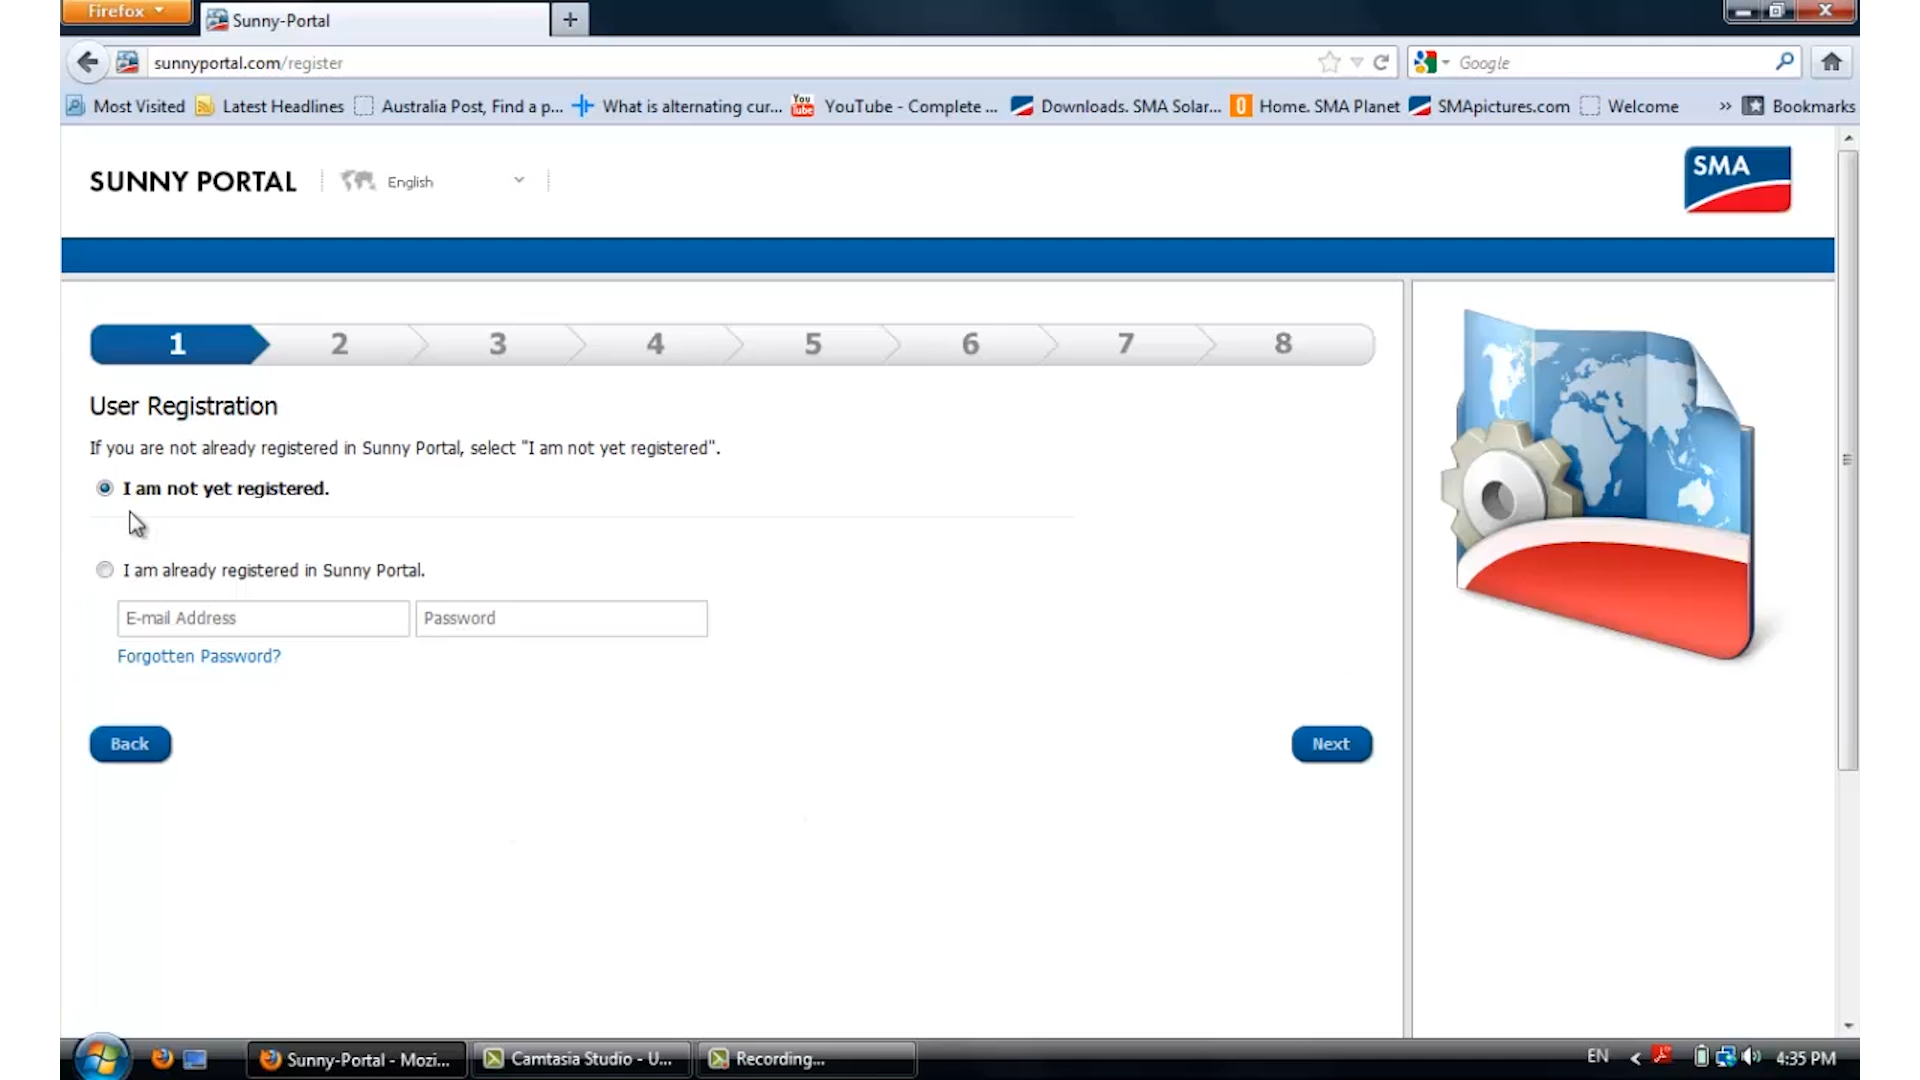 Firefox
Sunny-Portal
sunnyportal.com/register
Google
Most Visited Latest Headlines Australia Post, Find a p... What is alternating cur... You Tube YouTube - Complete ... Downloads. SMA Solar... Home. SMA Planet SMApictures.com Welcome » Bookmarks
SUNNY PORTAL English
SMA
1 2 3 4 5 6 7 8
User Registration
If you are not already registered in Sunny Portal, select "I am not yet registered".
I am not yet registered.
I am already registered in Sunny Portal.
E-mail Address Password
Forgotten Password?
Back Next
Sunny-Portal - Mozi... Camtasia Studio - U... Recording... EN < 4:35 PM